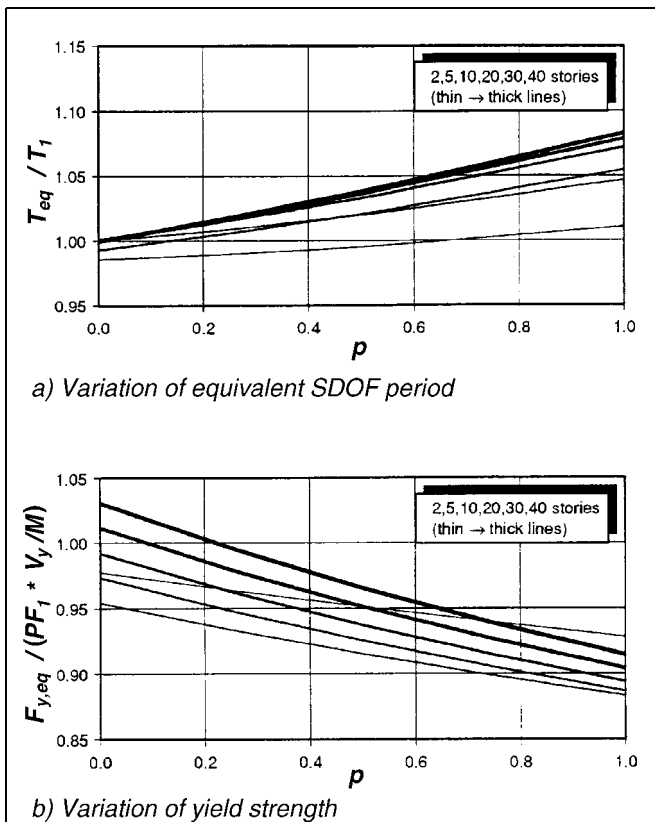 1.15
1.10
1.05
1.00
0.95
T_eq / T_1
2,5,10,20,30,40 stories
(thin → thick lines)
0.0 0.2 0.4 0.6 0.8 1.0
p
a) Variation of equivalent SDOF period
1.05
1.00
0.95
0.90
0.85
F_y,eq / (PF_1 * V_y /M)
2,5,10,20,30,40 stories
(thin → thick lines)
0.0 0.2 0.4 0.6 0.8 1.0
p
b) Variation of yield strength